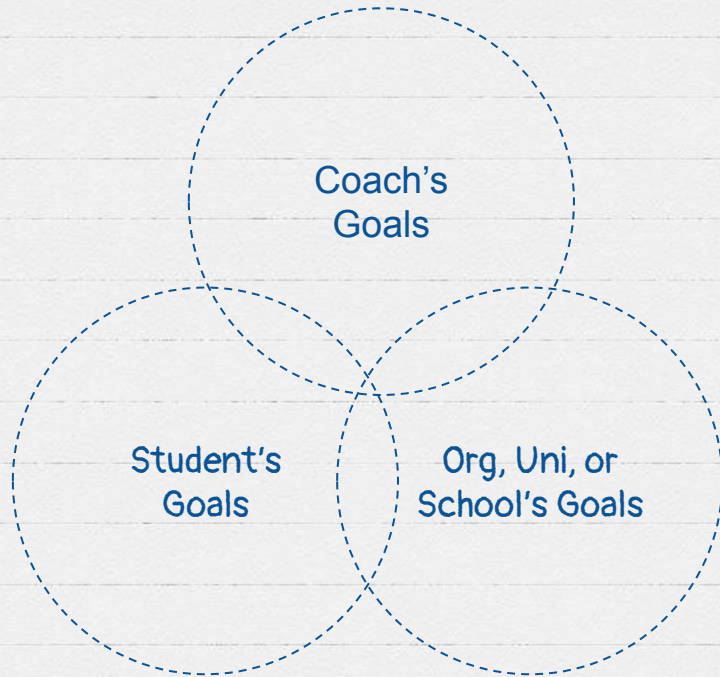 Coach's
Goals
Student's
Goals
Org, Uni, or
School's Goals